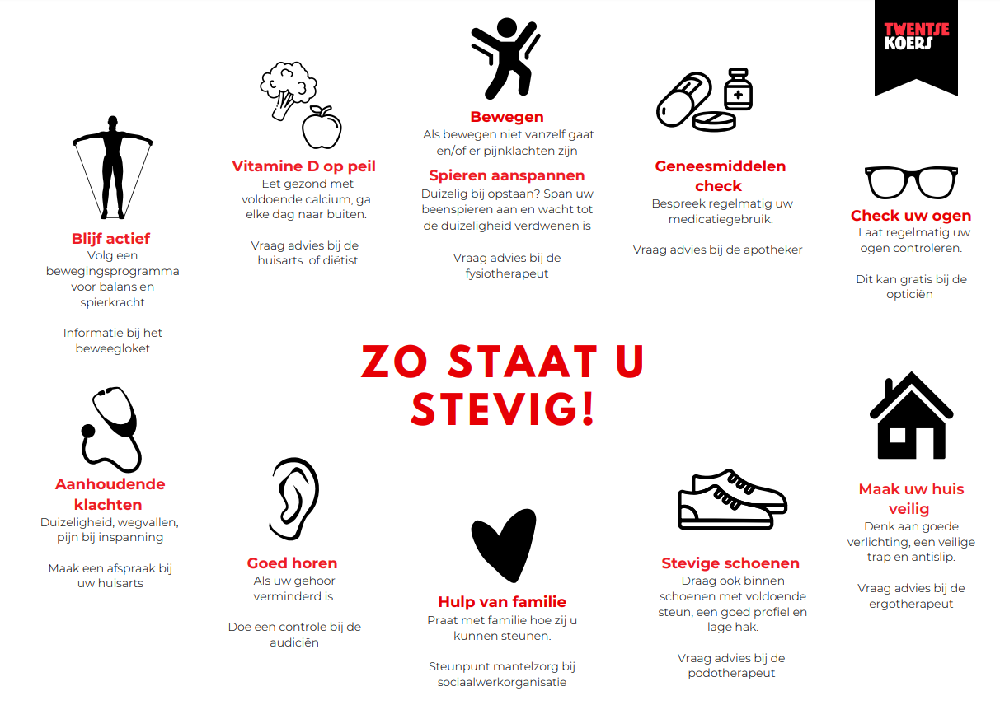 TWENTSE
KOERS
Blijf actief
Volg een
bewegingsprogramma
voor balans en
spierkracht
Informatie bij het
beweegloket
Vitamine D op peil
Eet gezond met
voldoende calcium, ga
elke dag naar buiten.
Vraag advies bij de
huisarts of diëtist
Bewegen
Als bewegen niet vanzelf gaat
en/of er pijnklachten zijn
Spieren aanspannen
Duizelig bij opstaan? Span uw
beenspieren aan en wacht tot
de duizeligheid verdwenen is
Vraag advies bij de
fysiotherapeut
Geneesmiddelen
check
Bespreek regelmatig uw
medicatiegebruik.
Vraag advies bij de apotheker
Check uw ogen
Laat regelmatig uw
ogen controleren.
Dit kan gratis bij de
opticiën
ZO STAAT U
STEVIG!
Aanhoudende
klachten
Duizeligheid, wegvallen,
pijn bij inspanning
Maak een afspraak bij
uw huisarts
Goed horen
Als uw gehoor
verminderd is.
Doe een controle bij de
audiciën
Hulp van familie
Praat met familie hoe zij u
kunnen steunen.
Steunpunt mantelzorg bij
sociaalwerkorganisatie
Stevige schoenen
Draag ook binnen
schoenen met voldoende
steun, een goed profiel en
lage hak.
Vraag advies bij de
podotherapeut
Maak uw huis
veilig
Denk aan goede
verlichting, een veilige
trap en antislip.
Vraag advies bij de
ergotherapeut